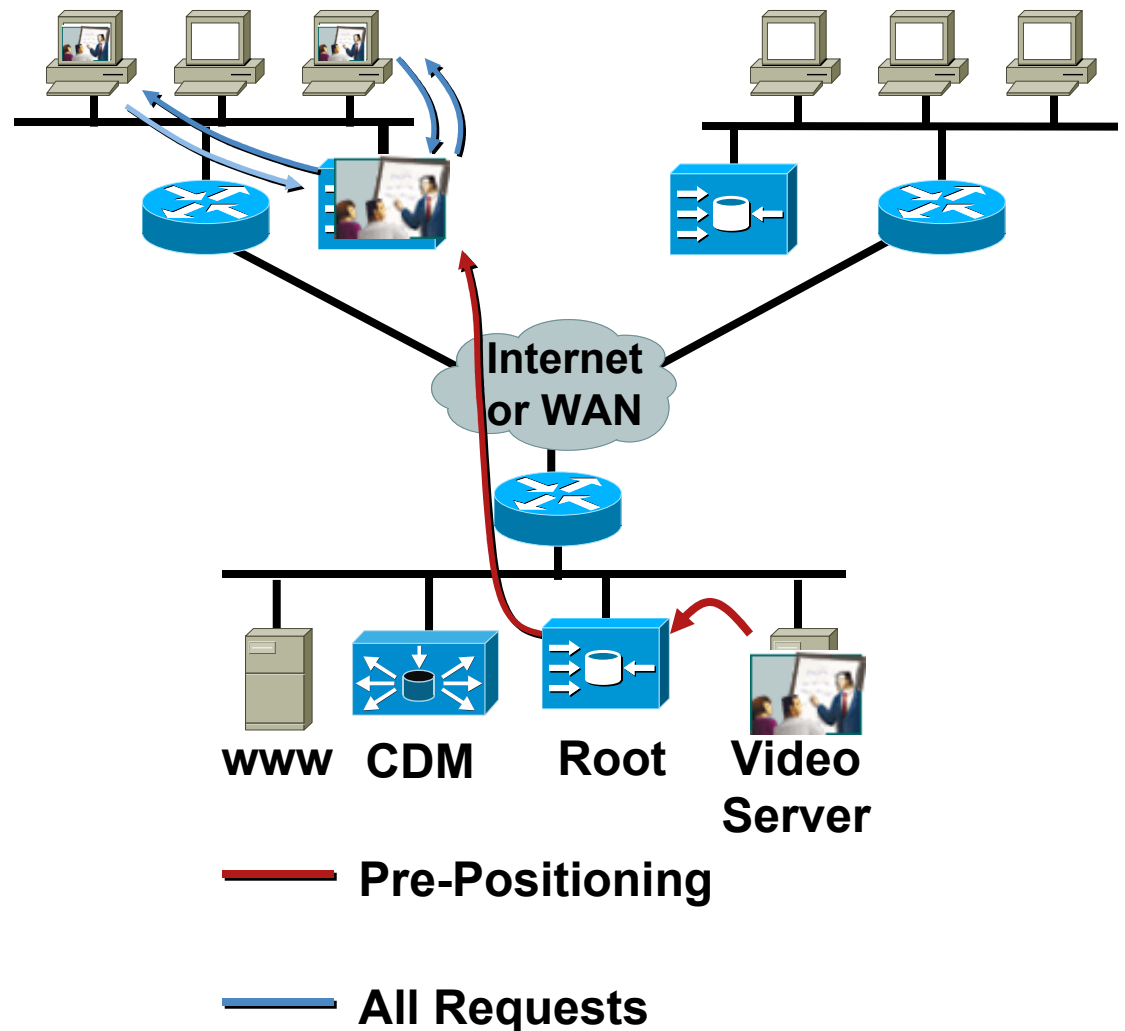 Internet
or WAN
www
CDM
Root
Video
Server
Pre-Positioning
All Requests